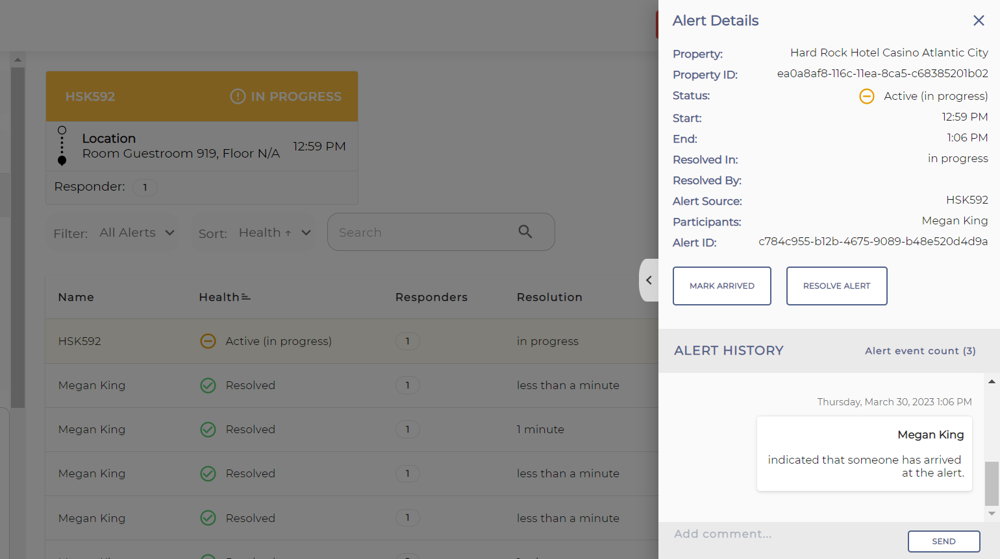 HSK592
IN PROGRESS
Location
Room Guestroom 919, Floor N/A
12:59 PM
Responder: 1
Filter: All Alerts
Sort: Health ↑
Search
Name Health Responders Resolution
HSK592 Active (in progress) 1 in progress
Megan King Resolved 1 less than a minute
Megan King Resolved 1 1 minute
Megan King Resolved 1 less than a minute
Megan King Resolved 1 less than a minute
Alert Details
Property: Hard Rock Hotel Casino Atlantic City
Property ID: ea0a8af8-116c-11ea-8ca5-c68385201b02
Status: Active (in progress)
Start: 12:59 PM
End: 1:06 PM
Resolved In: in progress
Resolved By:
Alert Source: HSK592
Participants: Megan King
Alert ID: c784c955-b12b-4675-9089-b48e520d4d9a
MARK ARRIVED
RESOLVE ALERT
ALERT HISTORY
Alert event count (3)
Thursday, March 30, 2023 1:06 PM
Megan King
indicated that someone has arrived
at the alert.
Add comment...
SEND